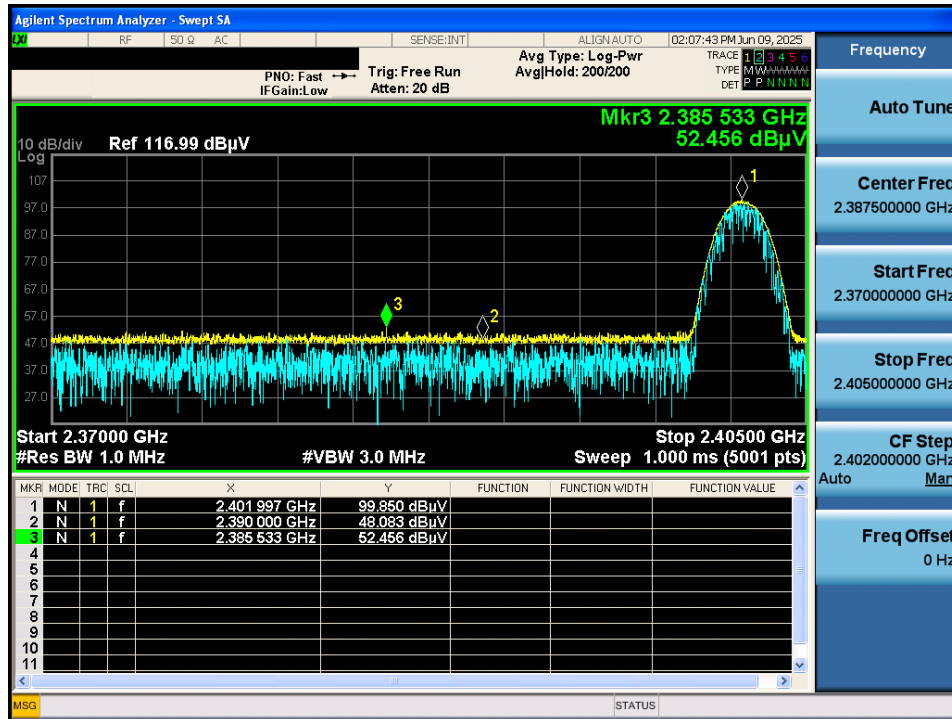 Agilent Spectrum Analyzer - Swept SA
LXI RF 50 Ω AC SENSE:INT ALIGN AUTO 02:07:43 PM Jun 09, 2025
Frequency
PNO: Fast Trig: Free Run Avg Type: Log-Pwr TRACE 1 2 3 4 5 6
IFGain:Low Atten: 20 dB Avg|Hold: 200/200 TYPE M
DET P P N N N N
Auto Tune
Mkr3 2.385 533 GHz
52.456 dBµV
10 dB/div Ref 116.99 dBµV
Log
107
97.0
87.0
77.0
67.0
57.0
47.0
37.0
27.0
1
2
3
Center Freq
2.387500000 GHz
Start Freq
2.370000000 GHz
Stop Freq
2.405000000 GHz
Start 2.37000 GHz Stop 2.40500 GHz
#Res BW 1.0 MHz #VBW 3.0 MHz Sweep 1.000 ms (5001 pts)
CF Step
2.402000000 GHz
Auto Man
MKR MODE TRC SCL X Y FUNCTION FUNCTION WIDTH FUNCTION VALUE
1 N 1 f 2.401 997 GHz 99.850 dBµV
2 N 1 f 2.390 000 GHz 48.083 dBµV
3 N 1 f 2.385 533 GHz 52.456 dBµV
4
5
6
7
8
9
10
11
Freq Offset
0 Hz
MSG STATUS